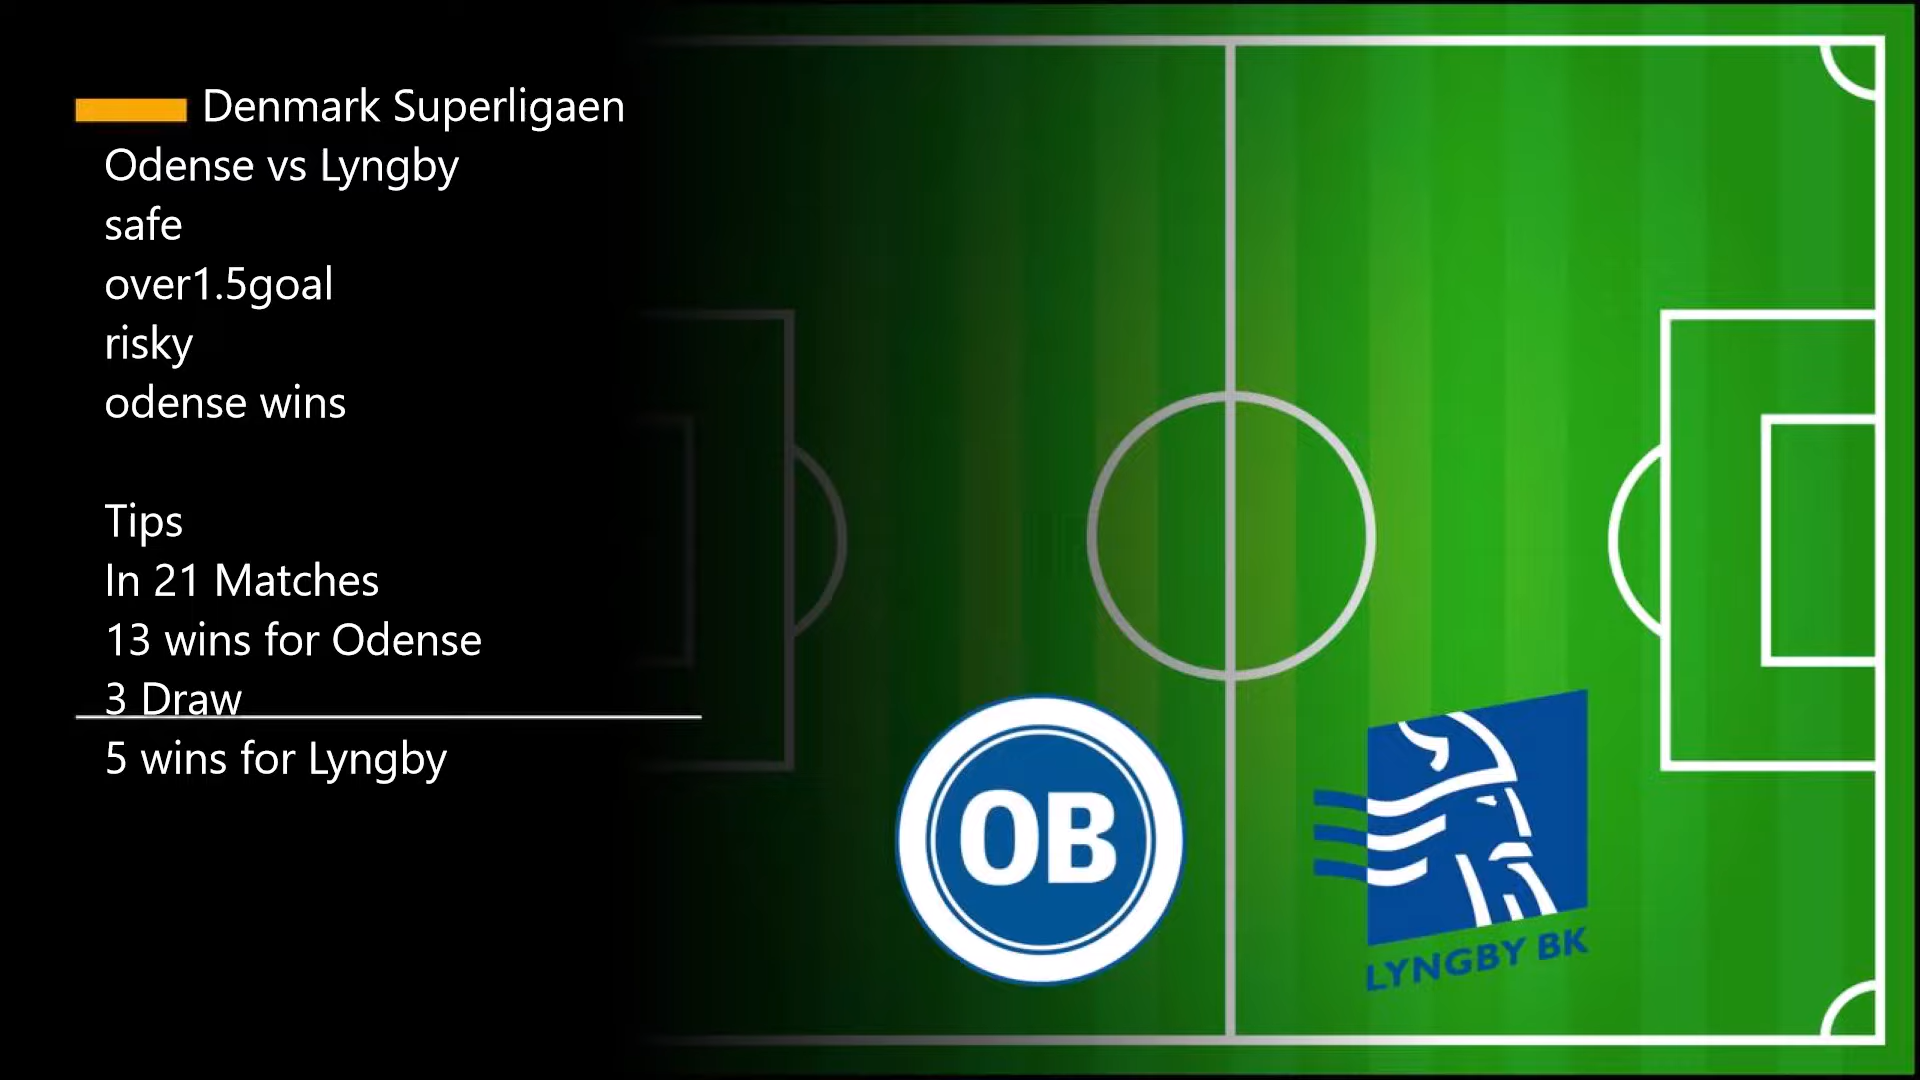 Denmark Superligaen
Odense vs Lyngby
safe
over1.5goal
risky
odense wins
Tips
In 21 Matches
13 wins for Odense
3 Draw
5 wins for Lyngby
OB
LYNGBY BK